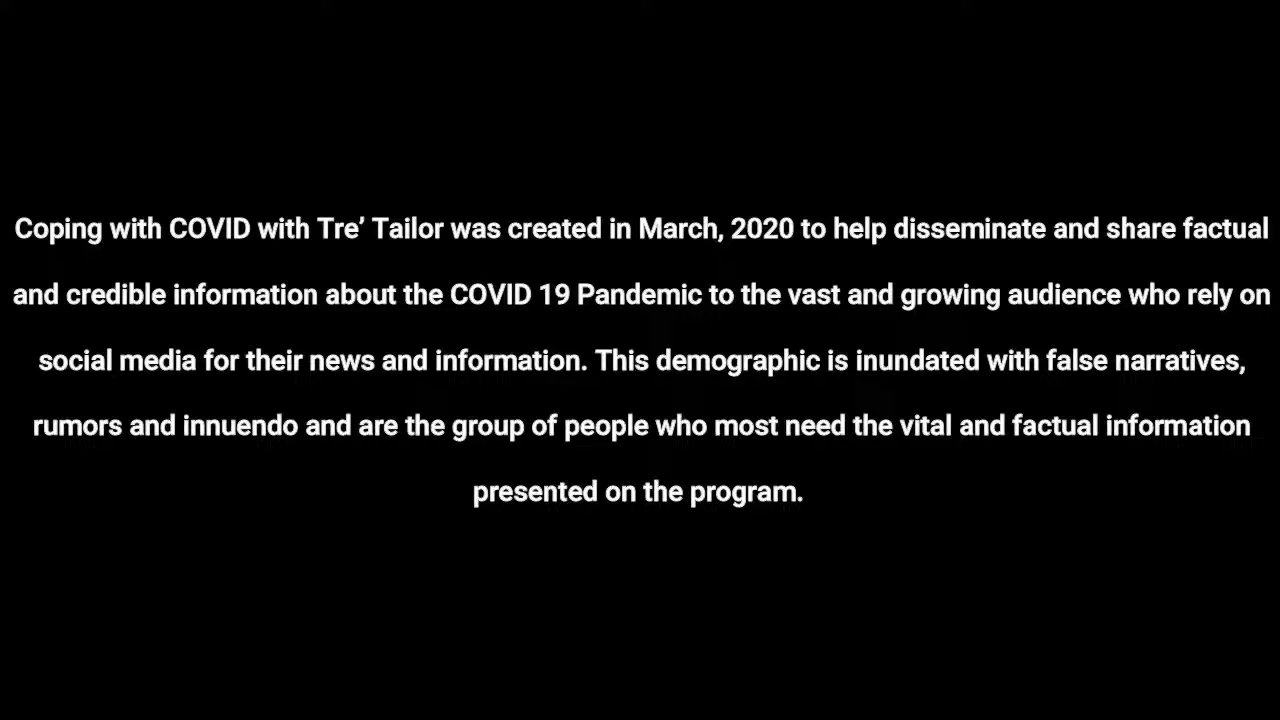 Coping with COVID with Tre’ Tailor was created in March, 2020 to help disseminate and share factual
and credible information about the COVID 19 Pandemic to the vast and growing audience who rely on
social media for their news and information. This demographic is inundated with false narratives,
rumors and innuendo and are the group of people who most need the vital and factual information
presented on the program.